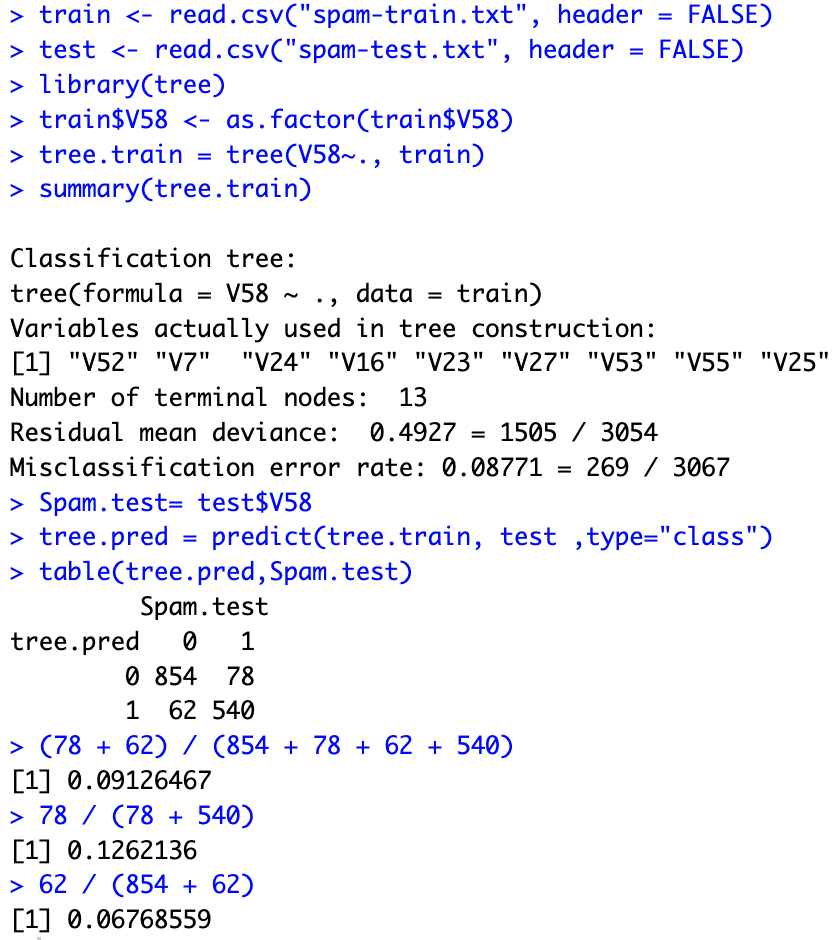 > train <- read.csv("spam-train.txt", header = FALSE)
> test <- read.csv("spam-test.txt", header = FALSE)
> library(tree)
> train$V58 <- as.factor(train$V58)
> tree.train = tree(V58~., train)
> summary(tree.train)

Classification tree:
tree(formula = V58 ~ ., data = train)
Variables actually used in tree construction:
[1] "V52" "V7"  "V24" "V16" "V23" "V27" "V53" "V55" "V25"
Number of terminal nodes:  13
Residual mean deviance:  0.4927 = 1505 / 3054
Misclassification error rate: 0.08771 = 269 / 3067
> Spam.test= test$V58
> tree.pred = predict(tree.train, test ,type="class")
> table(tree.pred,Spam.test)
         Spam.test
tree.pred   0   1
        0 854  78
        1  62 540
> (78 + 62) / (854 + 78 + 62 + 540)
[1] 0.09126467
> 78 / (78 + 540)
[1] 0.1262136
> 62 / (854 + 62)
[1] 0.06768559